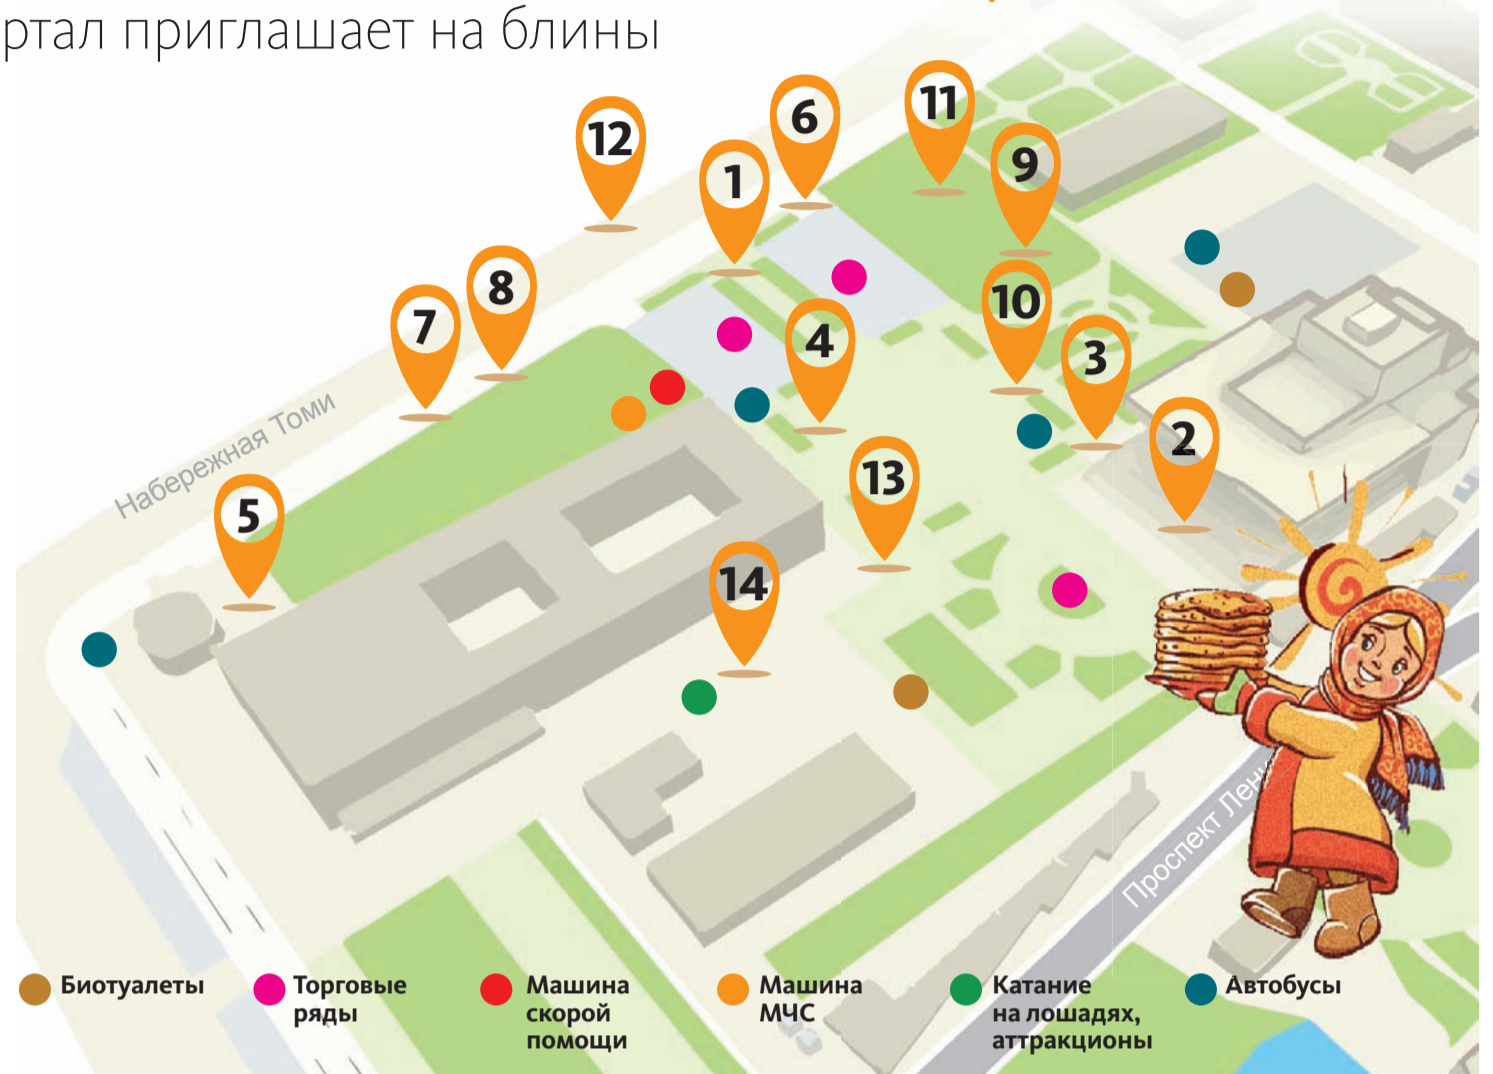 ртал приглашает на блины
11
6
12
9
1
8
10
7
4
3
2
13
5
14
Набережная Томи
Проспект Лени
Биотуалеты
Торговые
ряды
Машина
скорой
помощи
Машина
МЧС
Катание
на лошадях,
аттракционы
Автобусы